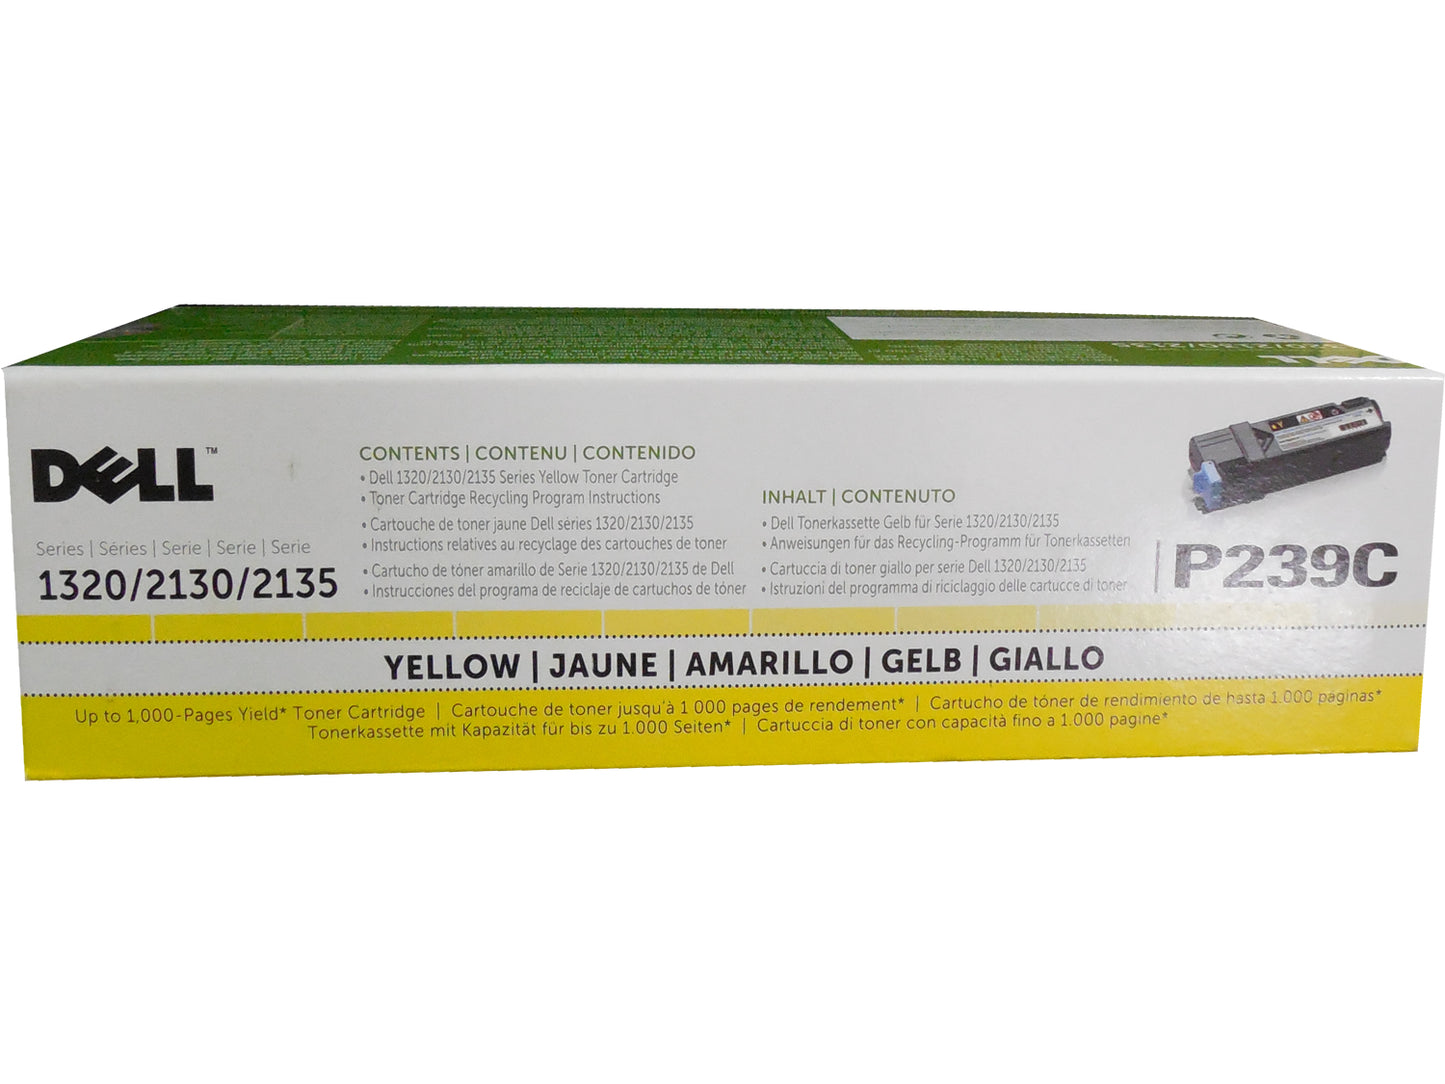 DELL™
Series | Séries | Serie | Serie | Serie
1320/2130/2135
CONTENTS | CONTENU | CONTENIDO
• Dell 1320/2130/2135 Series Yellow Toner Cartridge
• Toner Cartridge Recycling Program Instructions
• Cartouche de toner jaune Dell séries 1320/2130/2135
• Instructions relatives au recyclage des cartouches de toner
• Cartucho de tóner amarillo de Serie 1320/2130/2135 de Dell
• Instrucciones del programa de reciclaje de cartuchos de tóner
INHALT | CONTENUTO
• Dell Tonerkassette Gelb für Serie 1320/2130/2135
• Anweisungen für das Recycling-Programm für Tonerkassetten
• Cartuccia di toner giallo per serie Dell 1320/2130/2135
• Istruzioni del programma di riciclaggio delle cartucce di toner
P239C
YELLOW | JAUNE | AMARILLO | GELB | GIALLO
Up to 1,000-Pages Yield* Toner Cartridge | Cartouche de toner jusqu'à 1 000 pages de rendement* | Cartucho de tóner de rendimiento de hasta 1.000 páginas*
Tonerkassette mit Kapazität für bis zu 1.000 Seiten* | Cartuccia di toner con capacità fino a 1.000 pagine*
DELL